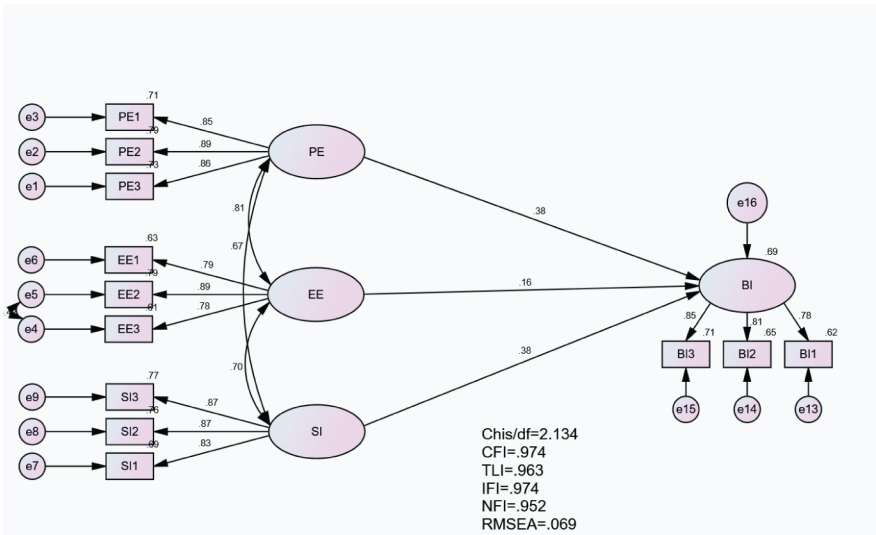 .71
e3 PE1 .85
.79
e2 PE2 .89 PE
.73
e1 PE3 .86
.81
.67
.38
e16
.69
BI
.63
e6 EE1 .79
.79
e5 EE2 .89 EE .16
.61
e4 EE3 .78
.85 .81 .78
.71 .65 .62
BI3 BI2 BI1
e15 e14 e13
.70
.38
.77
e9 SI3 .87
.76
e8 SI2 .87 SI
.69
e7 SI1 .83
Chis/df=2.134
CFI=.974
TLI=.963
IFI=.974
NFI=.952
RMSEA=.069